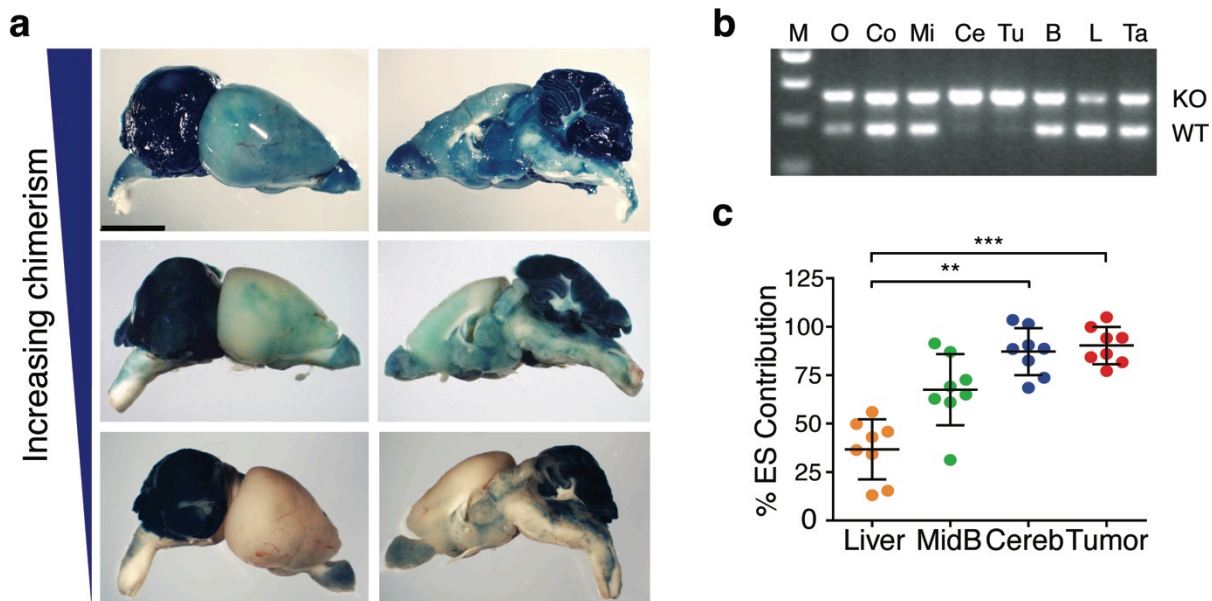 a
Increasing chimerism
b
M O Co Mi Ce Tu B L Ta
KO
WT
c
***
**
% ES Contribution
125
100
75
50
25
0
Liver MidB Cereb Tumor